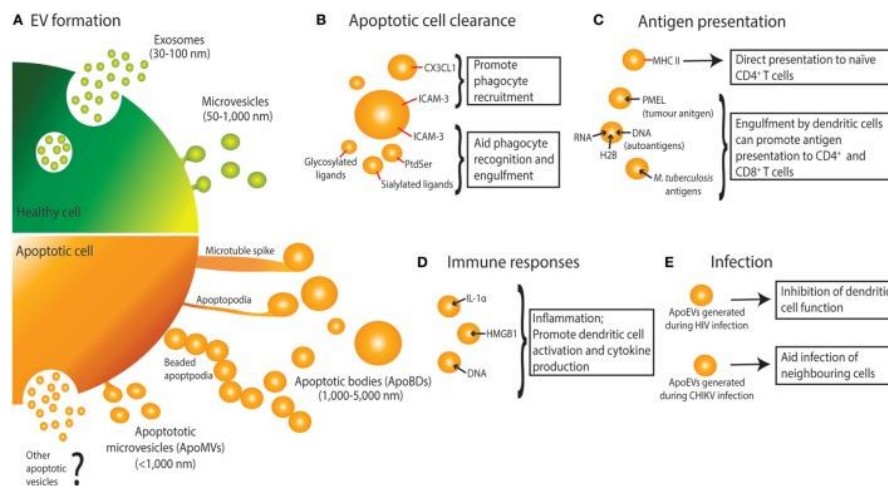 A EV formation
Exosomes
(30-100 nm)
Microvesicles
(50-1,000 nm)
Healthy cell
Apoptotic cell
Microtuble spike
Apoptopodia
Beaded
apoptpodia
Apoptotic bodies (ApoBDs)
(1,000-5,000 nm)
Apoptototic
microvesicles (ApoMVs)
(<1,000 nm)
Other
apoptotic
vesicles
?
B Apoptotic cell clearance
CX3CL1
ICAM-3
Promote
phagocyte
recruitment
ICAM-3
PtdSer
Glycosylated
ligands
Sialylated ligands
Aid phagocyte
recognition and
engulfment
C Antigen presentation
MHC II
Direct presentation to naïve
CD4+ T cells
PMEL
(tumour antigen)
RNA
DNA
(autoantigens)
H2B
M. tuberculosis
antigens
Engulfment by dendritic cells
can promote antigen
presentation to CD4+ and
CD8+ T cells
D Immune responses
IL-1α
HMGB1
DNA
Inflammation;
Promote dendritic cell
activation and cytokine
production
E Infection
ApoEVs generated
during HIV infection
Inhibition of dendritic
cell function
ApoEVs generated
during CHIKV infection
Aid infection of
neighbouring cells